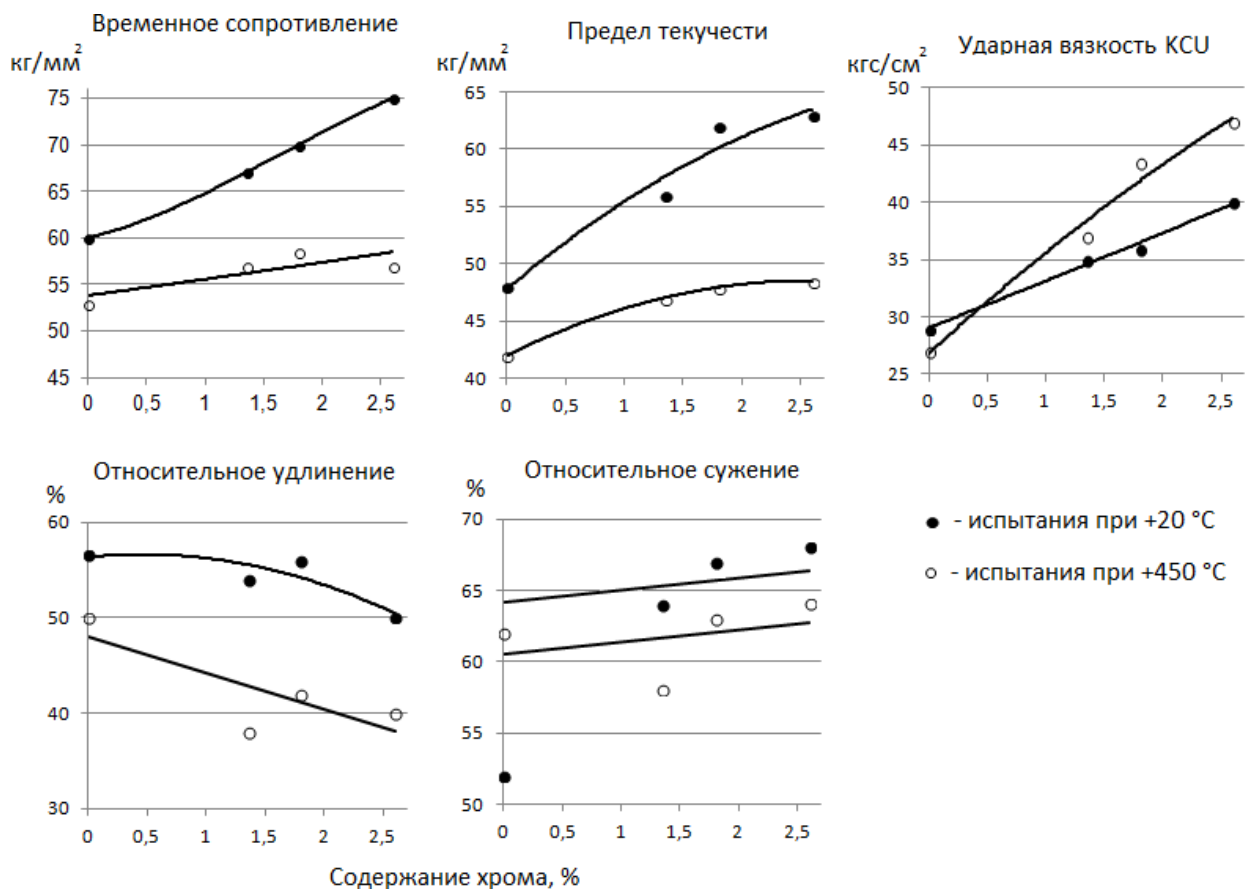 Временное сопротивление
кг/мм²
75
70
65
60
55
50
45
0 0,5 1 1,5 2 2,5
Предел текучести
кг/мм²
65
60
55
50
45
40
0 0,5 1 1,5 2 2,5
Ударная вязкость KCU
кгс/см²
50
45
40
35
30
25
0 0,5 1 1,5 2 2,5
Относительное удлинение
%
60
50
40
30
0 0,5 1 1,5 2 2,5
Относительное сужение
%
70
65
60
55
50
0 0,5 1 1,5 2 2,5
- испытания при +20 °C
- испытания при +450 °C
Содержание хрома, %